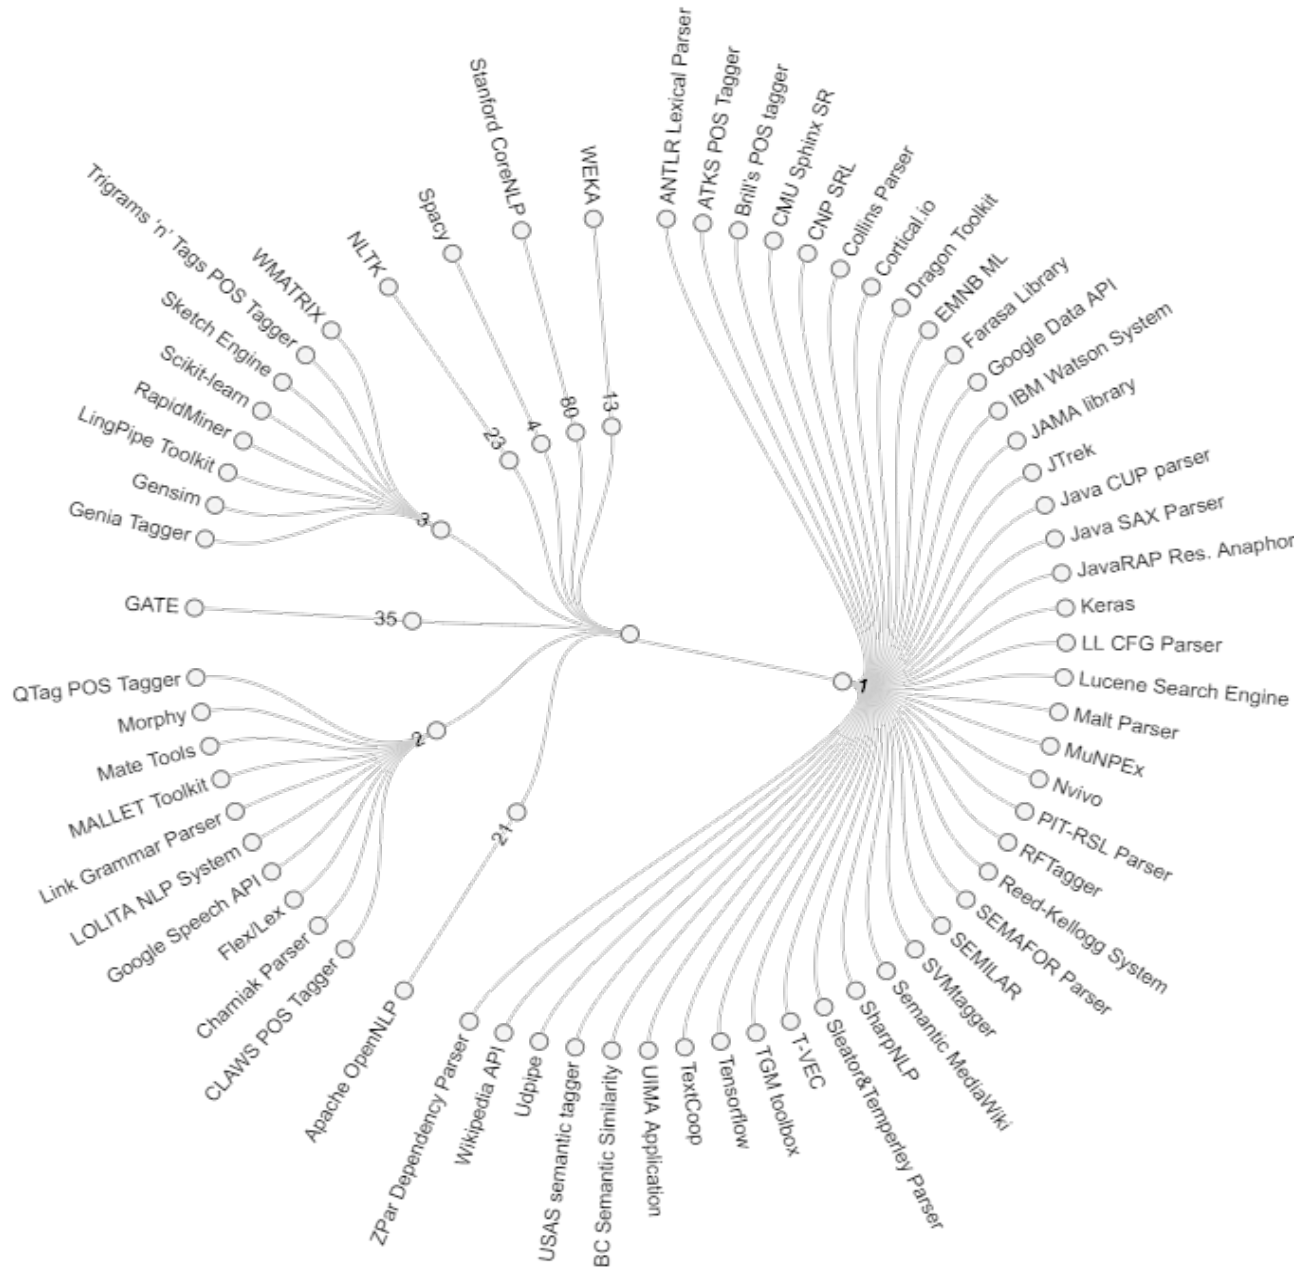 ANTLR Lexical Parser
ATKS POS Tagger
Brill's POS tagger
CMU Sphinx SR
CNP SRL
Collins Parser
Cortical.io
Dragon Toolkit
EMNB ML
Farasa Library
Google Data API
IBM Watson System
JAMA library
JTrek
Java CUP parser
Java SAX Parser
JavaRAP Res. Anaphor
Keras
LL CFG Parser
Lucene Search Engine
Malt Parser
MuNPEx
Nvivo
PIT-RSL Parser
RFTagger
Reed-Kellogg System
SEMAFOR Parser
SEMILAR
SVMtagger
Semantic MediaWiki
SharpNLP
Sleator&Temperley Parser
T-VEC
TGM toolbox
Tensorflow
TextCoop
UIMA Application
BC Semantic Similarity
USAS semantic tagger
Udpipe
Wikipedia API
ZPar Dependency Parser
1
Apache OpenNLP
21
CLAWS POS Tagger
Charniak Parser
Flex/Lex
Google Speech API
LOLITA NLP System
Link Grammar Parser
MALLET Toolkit
Mate Tools
Morphy
QTag POS Tagger
2
GATE
35
Genia Tagger
Gensim
LingPipe Toolkit
RapidMiner
Scikit-learn
Sketch Engine
Trigrams 'n' Tags POS Tagger
WMATRIX
3
NLTK
23
Spacy
4
Stanford CoreNLP
80
WEKA
13